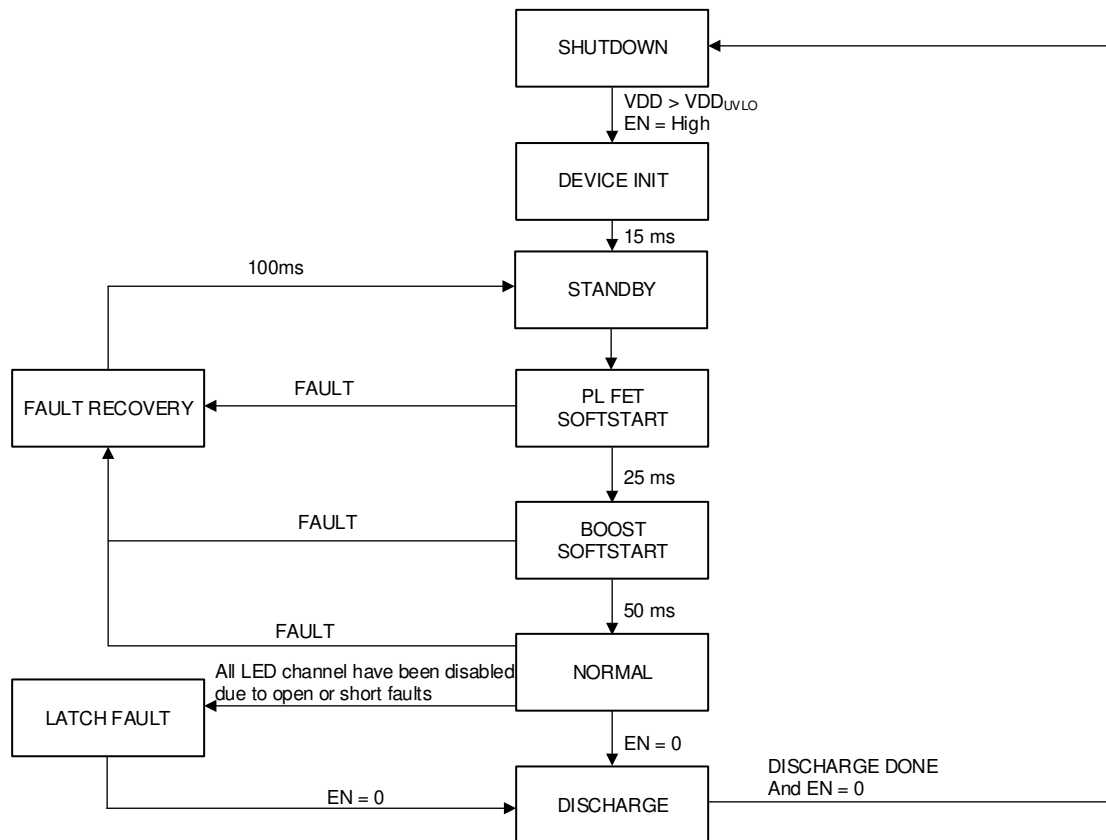 SHUTDOWN
VDD > VDDUVLO
EN = High
DEVICE INIT
15 ms
100ms
STANDBY
FAULT RECOVERY
FAULT
PL FET
SOFTSTART
25 ms
FAULT
BOOST
SOFTSTART
50 ms
FAULT
NORMAL
All LED channel have been disabled
due to open or short faults
LATCH FAULT
EN = 0
DISCHARGE DONE
And EN = 0
EN = 0
DISCHARGE